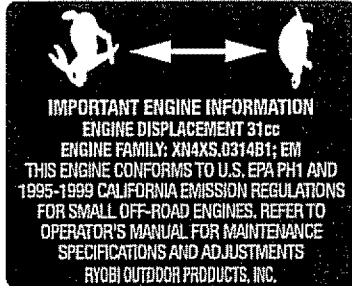 IMPORTANT ENGINE INFORMATION
ENGINE DISPLACEMENT 31cc
ENGINE FAMILY: XN4XS.0314B1; EM
THIS ENGINE CONFORMS TO U.S. EPA PH1 AND
1995-1999 CALIFORNIA EMISSION REGULATIONS
FOR SMALL OFF-ROAD ENGINES. REFER TO
OPERATOR'S MANUAL FOR MAINTENANCE
SPECIFICATIONS AND ADJUSTMENTS
RYOBI OUTDOOR PRODUCTS, INC.